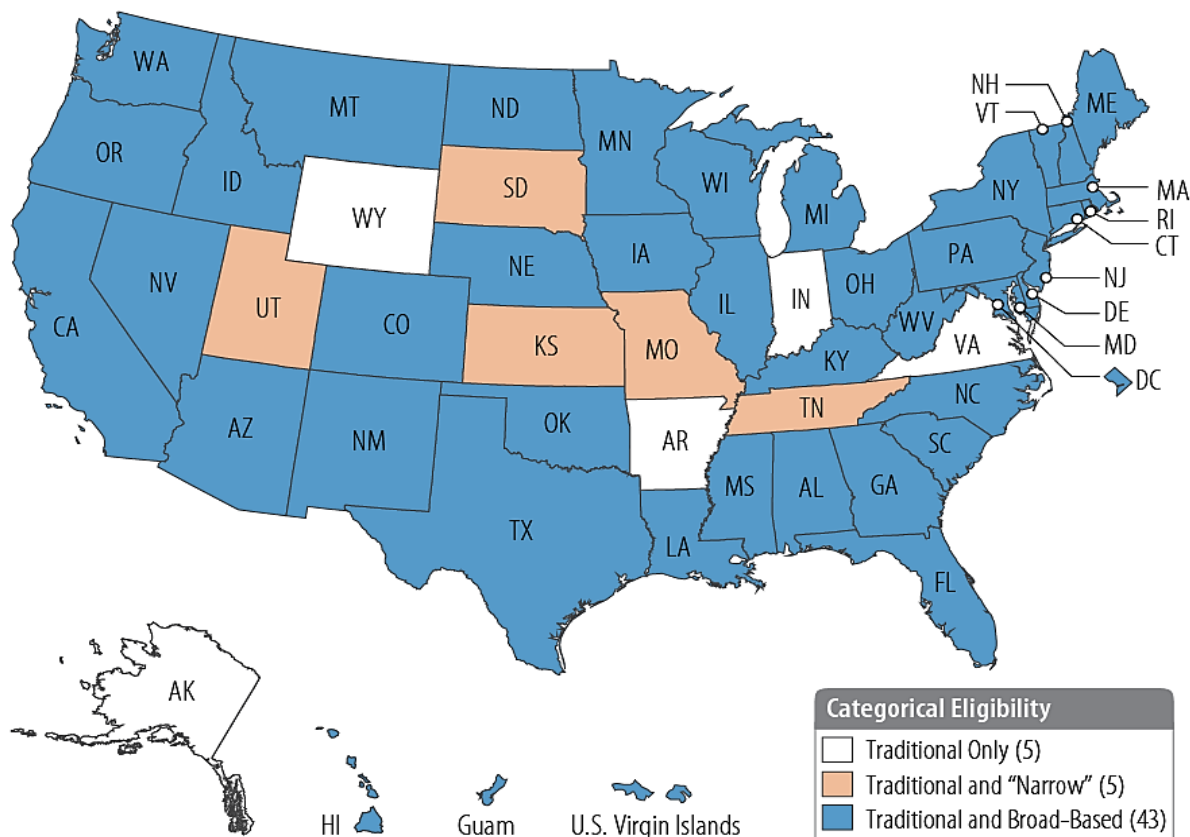 WA
MT
ND
MN
NH
VT
ME
OR
ID
SD
WI
MI
NY
MA
RI
CT
WY
NE
IA
PA
NJ
NV
UT
CO
IL
IN
OH
DE
CA
KS
MO
WV
VA
MD
KY
DC
AZ
NM
OK
AR
TN
NC
SC
TX
MS
AL
GA
LA
FL
AK
HI
Guam
U.S. Virgin Islands
Categorical Eligibility
Traditional Only (5)
Traditional and “Narrow” (5)
Traditional and Broad-Based (43)